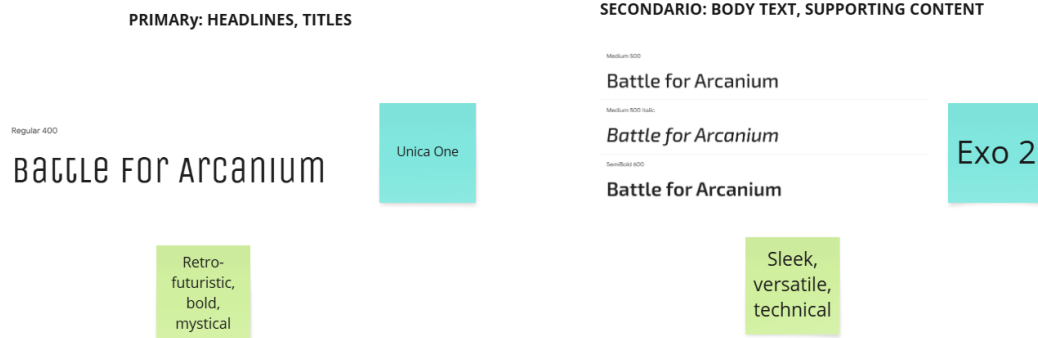 PRIMARy: HEADLINES, TITLES
Regular 400
Battle for Arcanium
Unica One
Retro-
futuristic,
bold,
mystical
SECONDARIO: BODY TEXT, SUPPORTING CONTENT
Medium 500
Battle for Arcanium
Medium 500 Italic
Battle for Arcanium
SemiBold 600
Battle for Arcanium
Exo 2
Sleek,
versatile,
technical